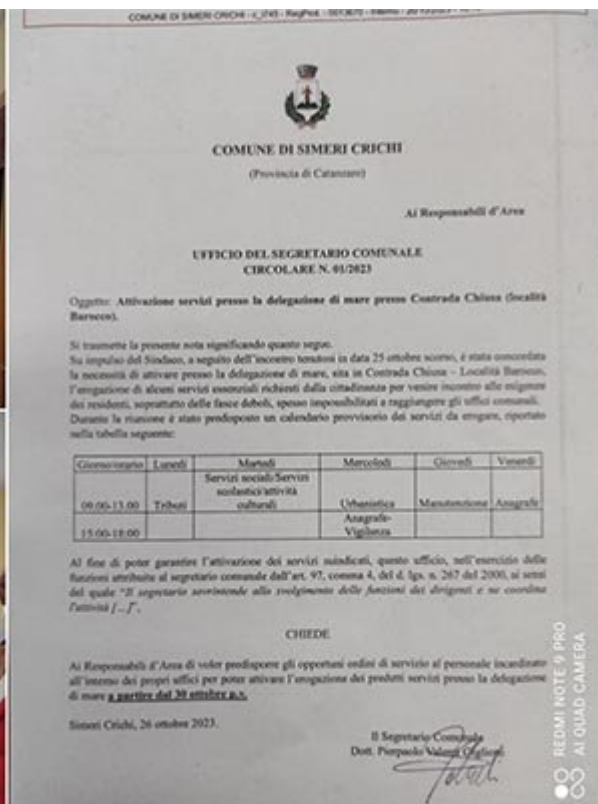 COMUNE DI SIMERI CRICHI
COMUNE DI SIMERI CRICHI
(Provincia di Catanzaro)
Ai Responsabili d'Area
UFFICIO DEL SEGRETARIO COMUNALE
CIRCOLARE N. 01/2023
Oggetto: Attivazione servizi presso la delegazione di mare presso Contrada Chiusa (località
Barocco).
Si trasmette la presente nota significando quanto segue.
Su impulso del Sindaco, a seguito dell'incontro tenutosi in data 25 ottobre scorso, è stata concordata
la necessità di attivare presso la delegazione di mare, sita in Contrada Chiusa – Località Barocco,
l'erogazione di alcuni servizi essenziali richiesti dalla cittadinanza per venire incontro alle esigenze
dei residenti, soprattutto delle fasce deboli, spesso impossibilitati a raggiungere gli uffici comunali.
Durante la riunione è stato predisposto un calendario provvisorio dei servizi da erogare, riportato
nella tabella seguente:
Giorno/orario Lunedì Martedì Mercoledì Giovedì Venerdì
09:00-13:00 Tributi Servizi sociali/Servizi scolastici/attività culturali Urbanistica Manutenzione Anagrafe
15:00-18:00 Anagrafe-Vigilanza
Al fine di poter garantire l'attivazione dei servizi suindicati, questo ufficio, nell'esercizio delle
funzioni attribuite al segretario comunale dall'art. 97, comma 4, del d. lgs. n. 267 del 2000, ai sensi
del quale "Il segretario sovrintende allo svolgimento delle funzioni dei dirigenti e ne coordina
l'attività [...]",
CHIEDE
Ai Responsabili d'Area di voler predisporre gli opportuni ordini di servizio al personale incardinato
all'interno dei propri uffici per poter attivare l'erogazione dei predetti servizi presso la delegazione
di mare a partire dal 30 ottobre p.v.
Simeri Crichi, 26 ottobre 2023.
Il Segretario Comunale
Dott. Pierpaolo Valenti
REDMI NOTE 9 PRO
AI QUAD CAMERA